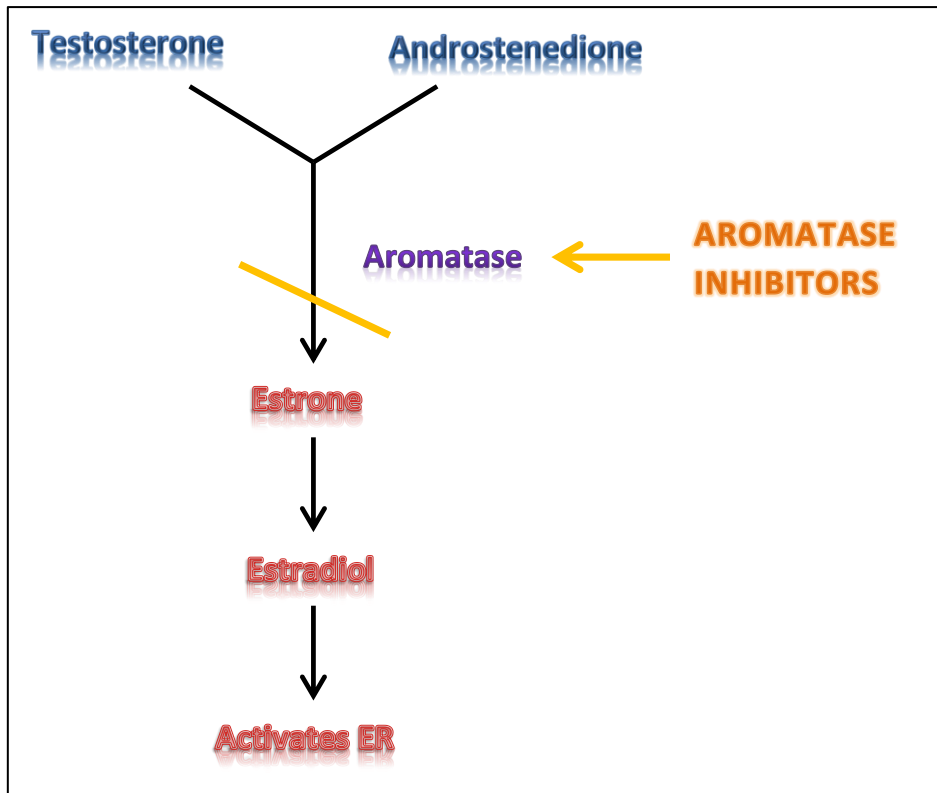 Testosterone
Androstenedione
Aromatase
AROMATASE
INHIBITORS
Estrone
Estradiol
Activates ER